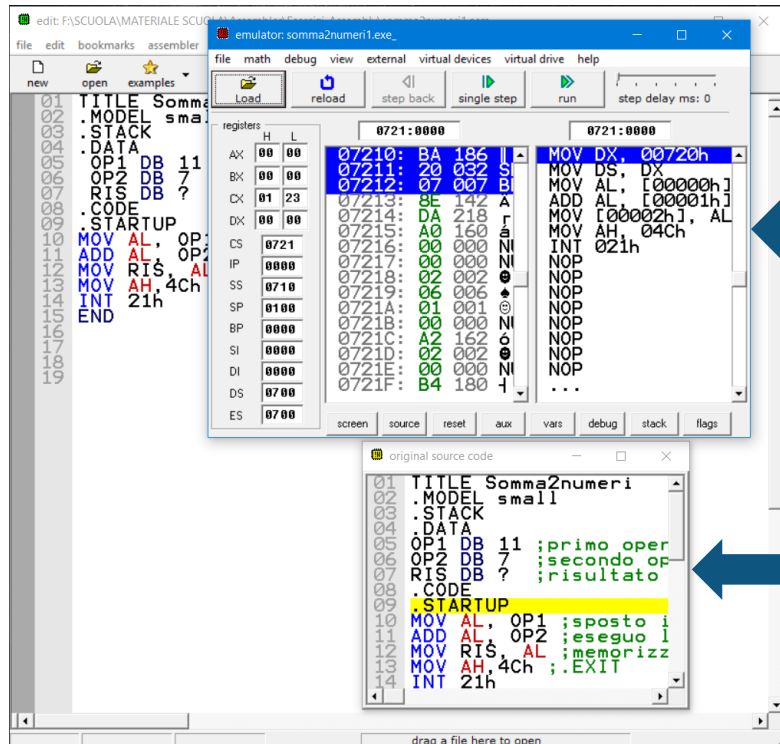 edit: F:\SCUOLA\MATERIALE SCUOLA
file edit bookmarks assembler
new open examples
01 TITLE Somma
02 .MODEL smal
03 .STACK
04 .DATA
05 OP1 DB 11
06 OP2 DB 7
07 RIS DB ?
08 .CODE
09 .STARTUP
10 MOV AL, OP1
11 ADD AL, OP2
12 MOV RIS, AL
13 MOV AH,4Ch
14 INT 21h
15 END
16
17
18
19
emulator: somma2numeri1.exe_
file math debug view external virtual devices virtual drive help
Load reload step back single step run step delay ms: 0
registers
H L
AX 00 00
BX 00 00
CX 01 23
DX 00 00
CS 0721
IP 0000
SS 0710
SP 0100
BP 0000
SI 0000
DI 0000
DS 0700
ES 0700
0721:0000
07210: BA 186 ║
07211: 20 032 S
07212: 07 007 B
07213: 8E 142 Ä
07214: DA 218 ┌
07215: A0 160 á
07216: 00 000 NU
07217: 00 000 NU
07218: 02 002 ☻
07219: 06 006 ♠
0721A: 01 001 ☺
0721B: 00 000 NU
0721C: A2 162 ó
0721D: 02 002 ☻
0721E: 00 000 NU
0721F: B4 180 ┤
0721:0000
MOV DX, 00720h
MOV DS, DX
MOV AL, [00000h]
ADD AL, [00001h]
MOV [00002h], AL
MOV AH, 04Ch
INT 021h
NOP
NOP
NOP
NOP
NOP
NOP
NOP
NOP
...
screen source reset aux vars debug stack flags
original source code
01 TITLE Somma2numeri
02 .MODEL small
03 .STACK
04 .DATA
05 OP1 DB 11 ;primo oper
06 OP2 DB 7 ;secondo op
07 RIS DB ? ;risultato
08 .CODE
09 .STARTUP
10 MOV AL, OP1 ;sposto i
11 ADD AL, OP2 ;eseguo l
12 MOV RIS, AL ;memorizz
13 MOV AH,4Ch ;.EXIT
14 INT 21h
drag a file here to open